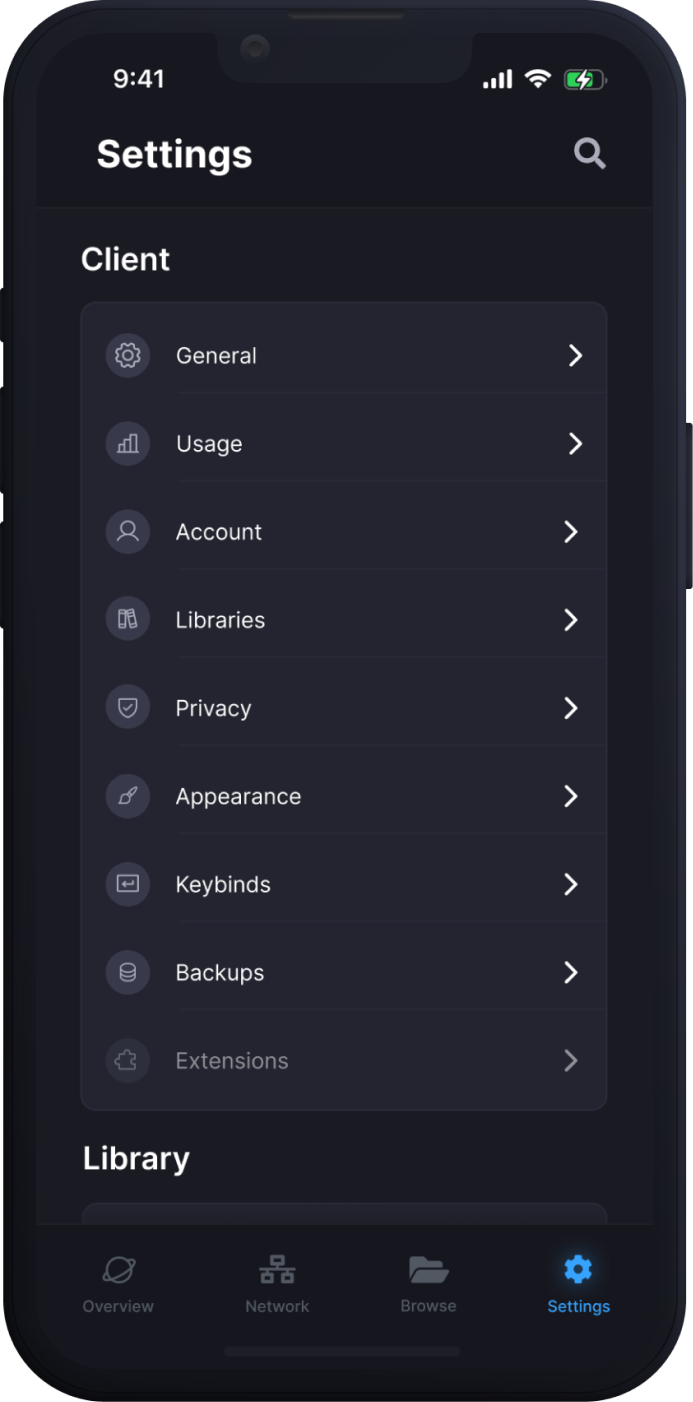 9:41
Settings
Client
General
Usage
Account
Libraries
Privacy
Appearance
Keybinds
Backups
Extensions
Library
Overview Network Browse Settings